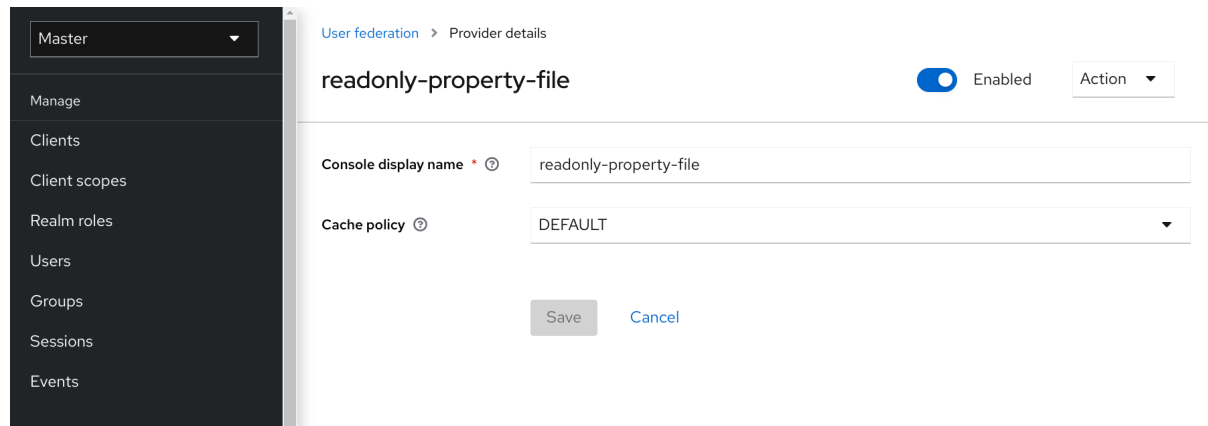 Master
Manage
Clients
Client scopes
Realm roles
Users
Groups
Sessions
Events
User federation > Provider details
readonly-property-file
Enabled
Action
Console display name * readonly-property-file
Cache policy DEFAULT
Save Cancel